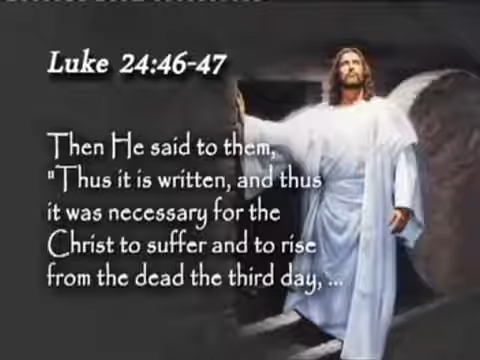 Luke 24:46-47
Then He said to them,
"Thus it is written, and thus
it was necessary for the
Christ to suffer and to rise
from the dead the third day, ...